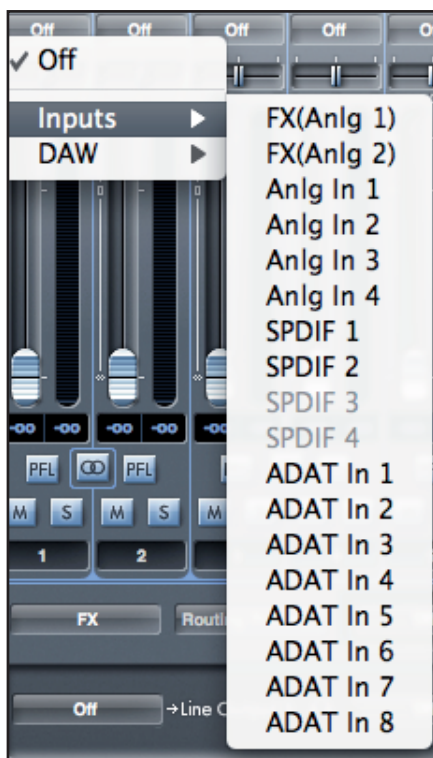 Off Off Off Off
✓ Off
Inputs ▶
DAW ▶
FX(Anlg 1)
FX(Anlg 2)
Anlg In 1
Anlg In 2
Anlg In 3
Anlg In 4
SPDIF 1
SPDIF 2
SPDIF 3
SPDIF 4
ADAT In 1
ADAT In 2
ADAT In 3
ADAT In 4
ADAT In 5
ADAT In 6
ADAT In 7
ADAT In 8
-oo -oo -oo -oo
PFL PFL
M S M S M
1 2
FX
Off →Line